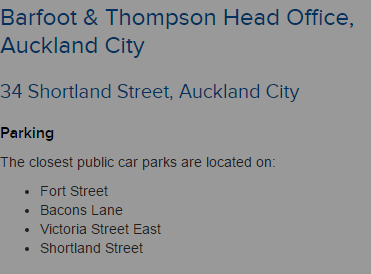 Barfoot & Thompson Head Office,
Auckland City
34 Shortland Street, Auckland City
Parking
The closest public car parks are located on:
• Fort Street
• Bacons Lane
• Victoria Street East
• Shortland Street